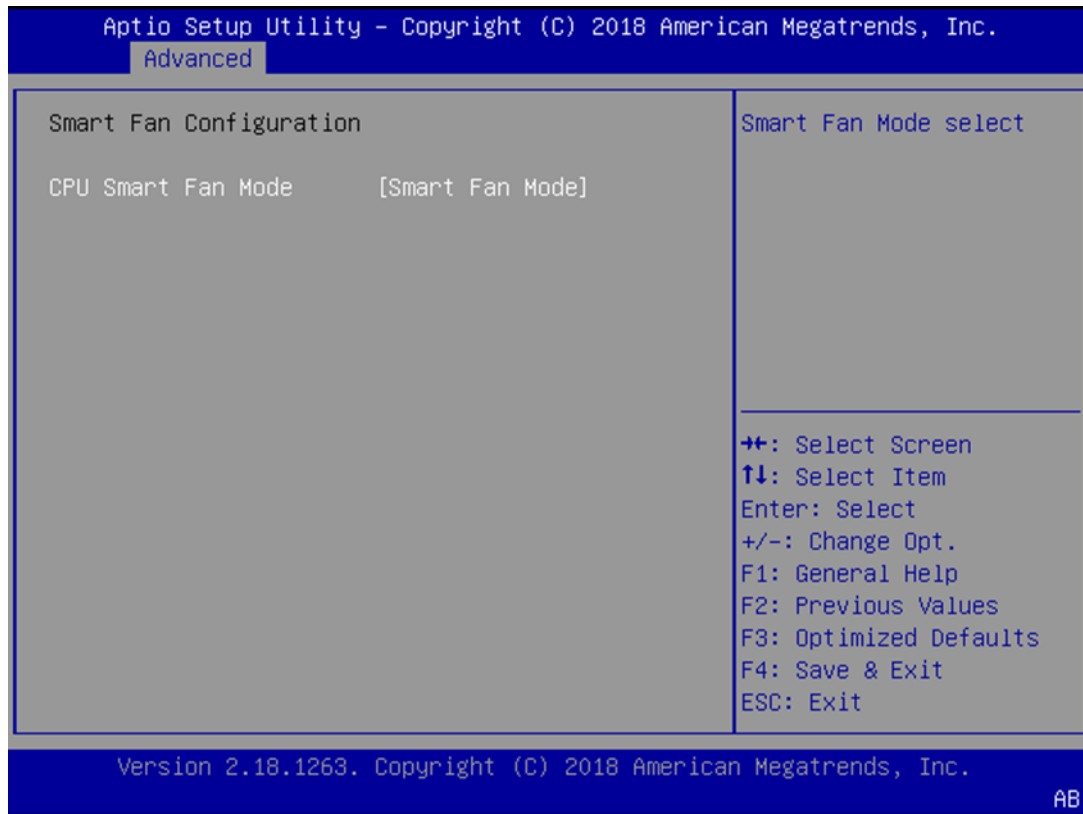 Aptio Setup Utility – Copyright (C) 2018 American Megatrends, Inc.
Advanced
Smart Fan Configuration
CPU Smart Fan Mode [Smart Fan Mode]
Smart Fan Mode select
→←: Select Screen
↑↓: Select Item
Enter: Select
+/-: Change Opt.
F1: General Help
F2: Previous Values
F3: Optimized Defaults
F4: Save & Exit
ESC: Exit
Version 2.18.1263. Copyright (C) 2018 American Megatrends, Inc.
AB